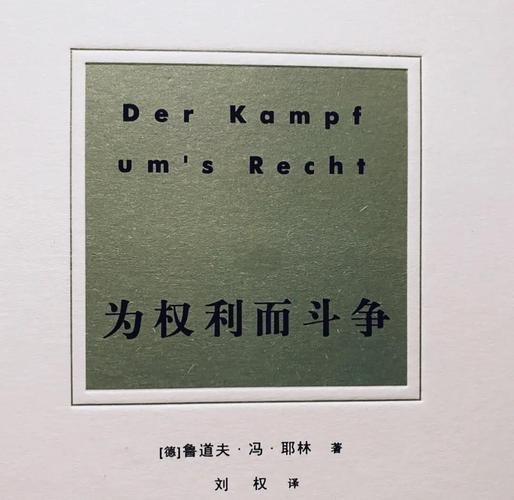 Der Kampf
um's Recht
为权利而斗争
[德]鲁道夫·冯·耶林 著
刘 权 译